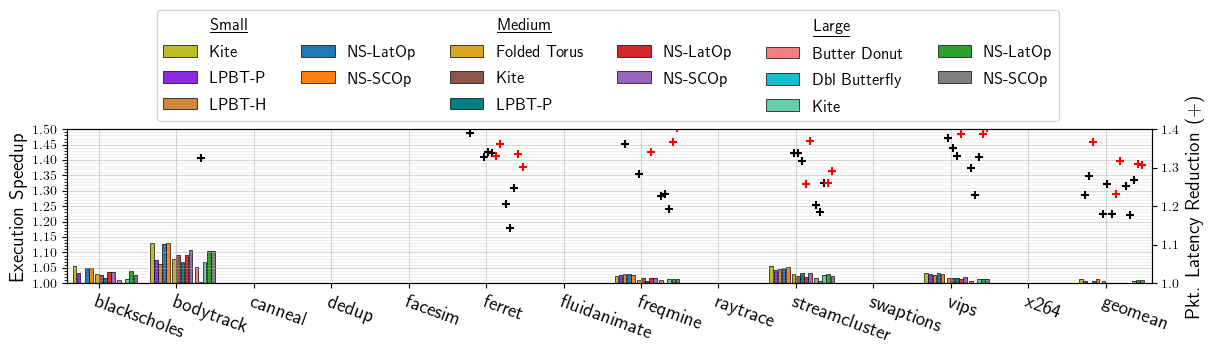 Small
Medium
Large
Kite
NS-LatOp
Folded Torus
NS-LatOp
Butter Donut
NS-LatOp
LPBT-P
NS-SCOp
Kite
NS-SCOp
Dbl Butterfly
NS-SCOp
LPBT-H
LPBT-P
Kite
Execution Speedup
1.50
1.45
1.40
1.35
1.30
1.25
1.20
1.15
1.10
1.05
1.00
1.4
1.3
1.2
1.1
1.0
Pkt. Latency Reduction (+)
blackscholes
bodytrack
canneal
dedup
facesim
ferret
fluidanimate
freqmine
raytrace
streamcluster
swaptions
vips
x264
geomean